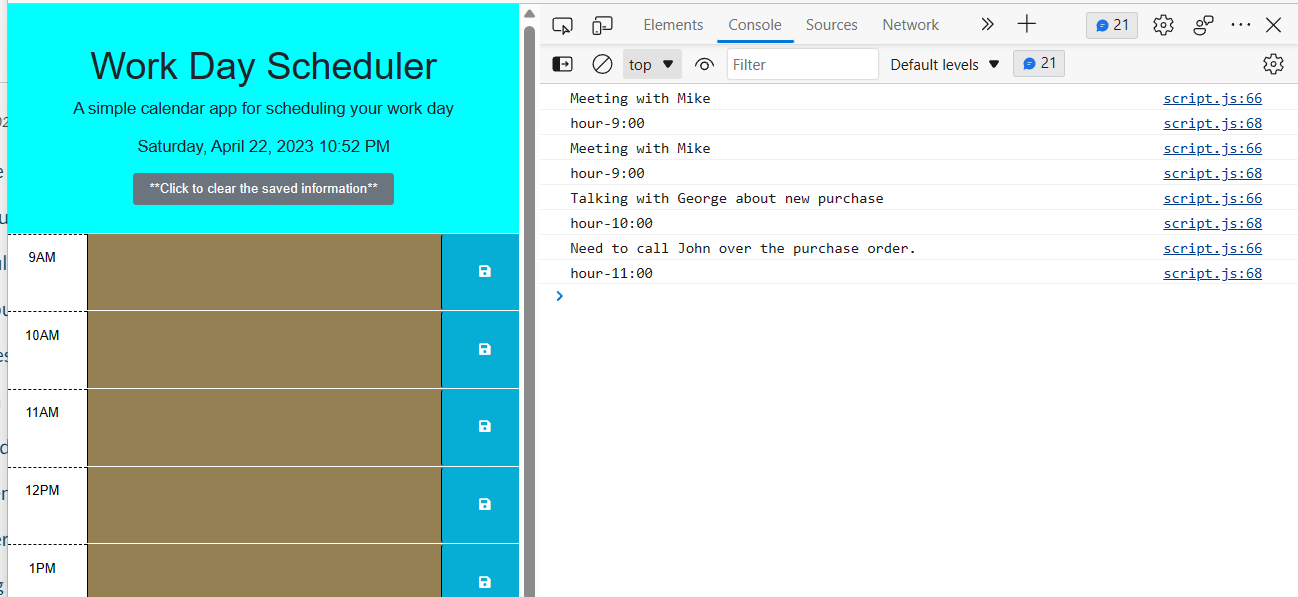 Work Day Scheduler
A simple calendar app for scheduling your work day
Saturday, April 22, 2023 10:52 PM
**Click to clear the saved information**
9AM
10AM
11AM
12PM
1PM
Elements Console Sources Network 21
top Filter Default levels 21
Meeting with Mike script.js:66
hour-9:00 script.js:68
Meeting with Mike script.js:66
hour-9:00 script.js:68
Talking with George about new purchase script.js:66
hour-10:00 script.js:68
Need to call John over the purchase order. script.js:66
hour-11:00 script.js:68